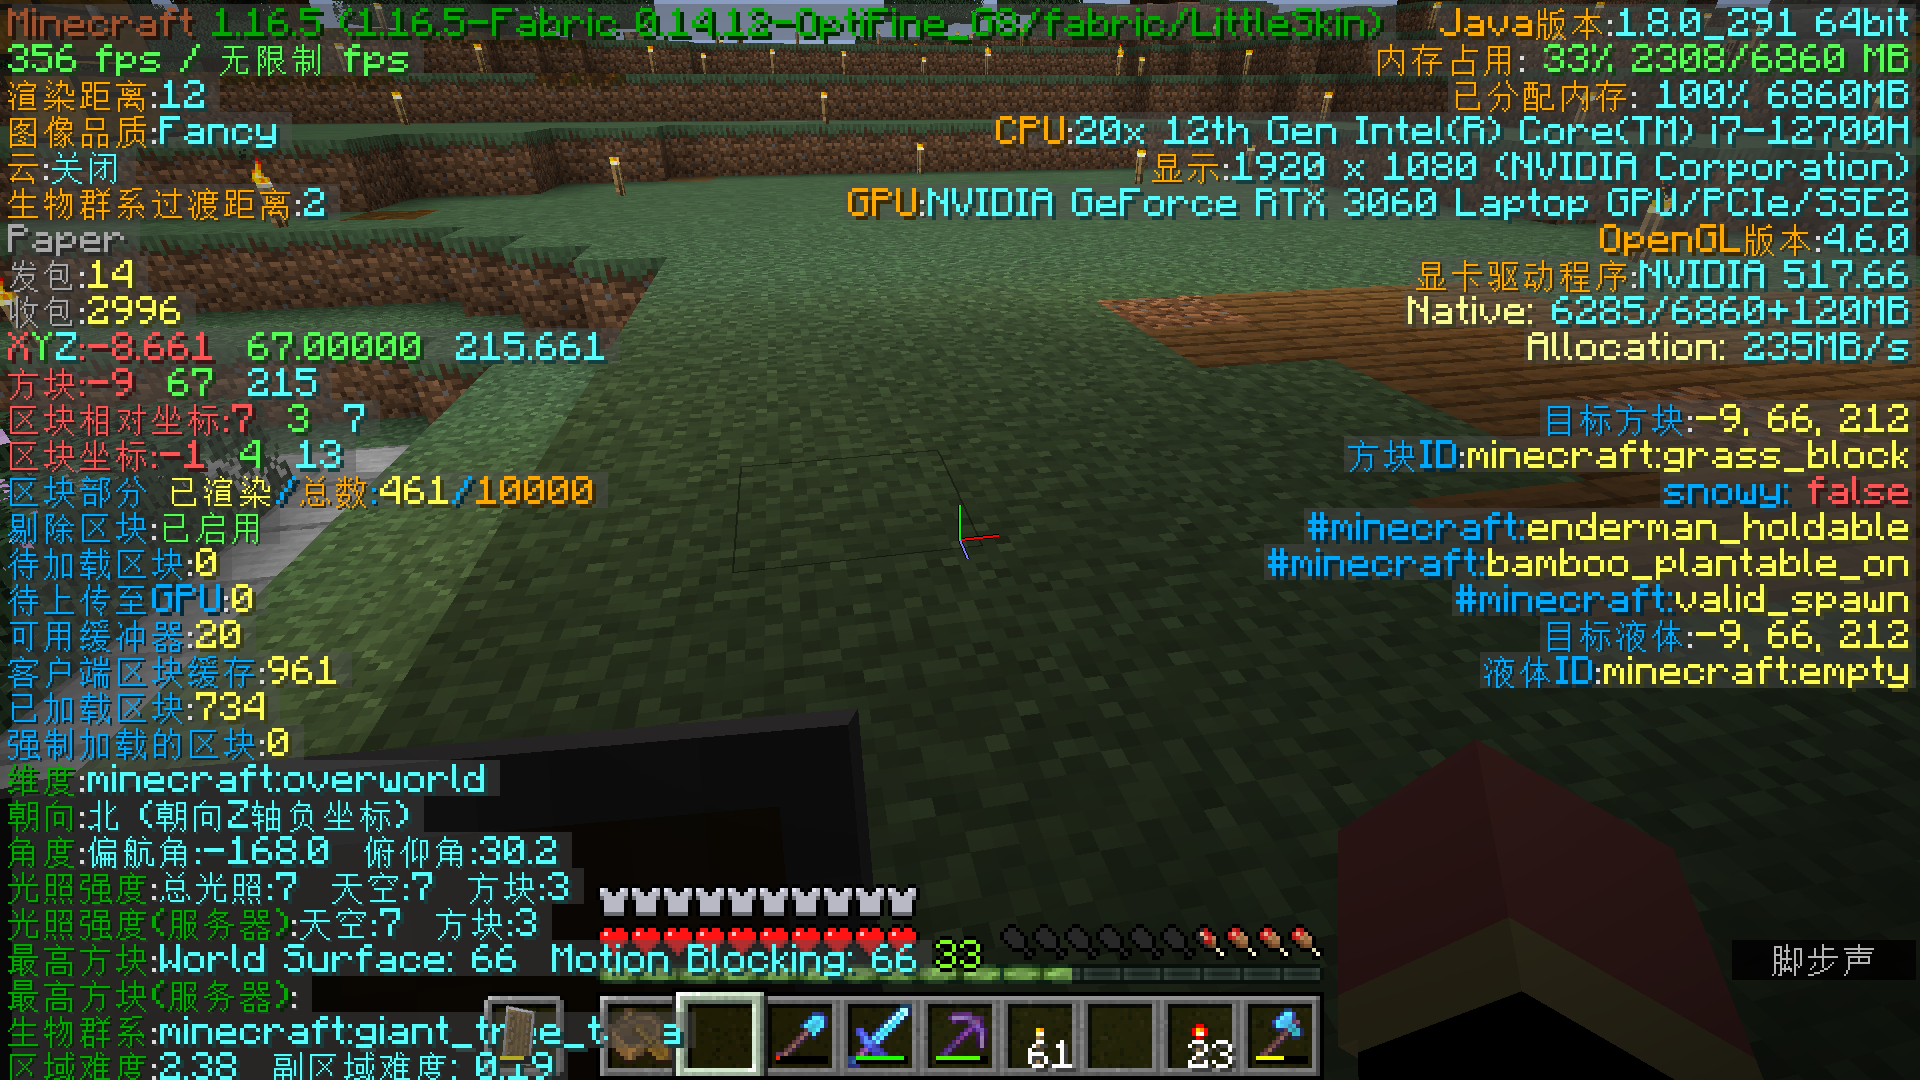 Minecraft 1.16.5 (1.16.5-Fabric 0.14.12-OptiFine_G8/fabric/LittleSkin)
356 fps / 无限制 fps
渲染距离:12
图像品质:Fancy
云:关闭
生物群系过渡距离:2
Paper
发包:14
收包:2996
XYZ:-8.661 67.00000 215.661
方块:-9 67 215
区块相对坐标:7 3 7
区块坐标:-1 4 13
区块部分 已渲染/总数:461/10000
剔除区块:已启用
待加载区块:0
待上传至GPU:0
可用缓冲器:20
客户端区块缓存:961
已加载区块:734
强制加载的区块:0
维度:minecraft:overworld
朝向:北 (朝向Z轴负坐标)
角度:偏航角:-168.0 俯仰角:30.2
光照强度:总光照:7 天空:7 方块:3
光照强度(服务器):天空:7 方块:3
最高方块:World Surface: 66 Motion Blocking: 66
最高方块(服务器):
生物群系:minecraft:giant_tree_taiga
区域难度:2.38 副区域难度: 0.19
Java版本:1.8.0_291 64bit
内存占用: 33% 2308/6860 MB
已分配内存: 100% 6860MB
CPU:20x 12th Gen Intel(R) Core(TM) i7-12700H
显示:1920 x 1080 (NVIDIA Corporation)
GPU:NVIDIA GeForce RTX 3060 Laptop GPU/PCIe/SSE2
OpenGL版本:4.6.0
显卡驱动程序:NVIDIA 517.66
Native: 6285/6860+120MB
Allocation: 235MB/s
目标方块:-9, 66, 212
方块ID:minecraft:grass_block
snowy: false
#minecraft:enderman_holdable
#minecraft:bamboo_plantable_on
#minecraft:valid_spawn
目标液体:-9, 66, 212
液体ID:minecraft:empty
脚步声
33
61
23